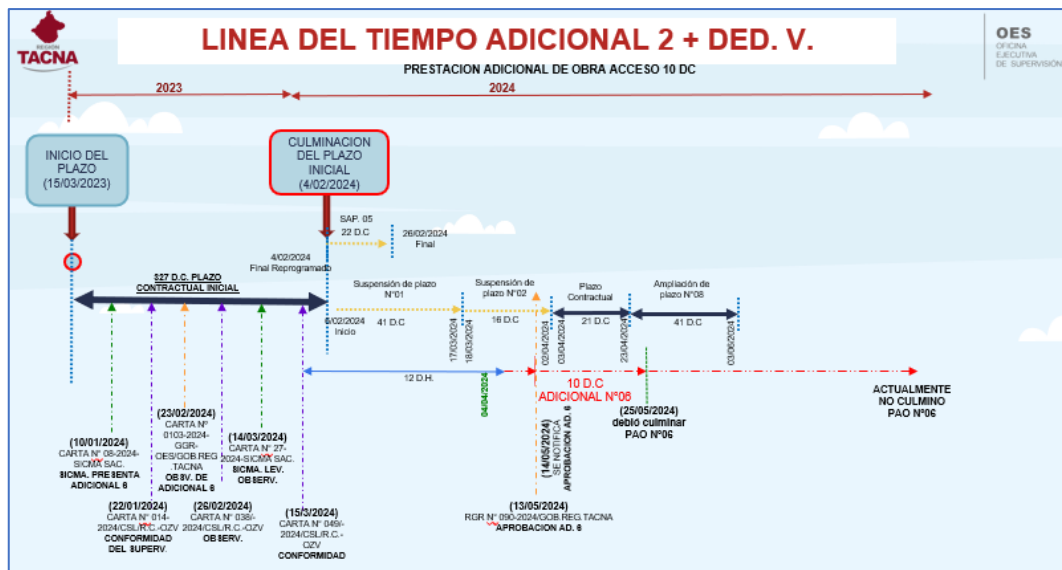 REGION
TACNA
LINEA DEL TIEMPO ADICIONAL 2 + DED. V.
OES
OFICINA
EJECUTIVA
DE SUPERVISIÓN
PRESTACION ADICIONAL DE OBRA ACCESO 10 DC
2023
2024
INICIO DEL
PLAZO
(15/03/2023)
CULMINACION
DEL PLAZO
INICIAL
(4/02/2024)
SAP. 05
22 D.C
26/02/2024
Final
4/02/2024
Final Reprogramado
327 D.C. PLAZO
CONTRACTUAL INICIAL
Suspensión de plazo
N°01
Suspensión de
plazo N°02
Plazo
Contractual
Ampliación de
plazo N°08
/02/2024
Inicio
41 D.C
16 D.C
21 D.C
41 D.C
17/03/2024
18/03/2024
02/04/2024
03/04/2024
23/04/2024
03/06/2024
12 D.H.
04/04/2024
10 D.C
ADICIONAL N°06
ACTUALMENTE
NO CULMINO
PAO N°06
(25/05/2024)
debió culminar
PAO N°06
(14/05/2024)
SE NOTIFICA
APROBACION AD. 6
(10/01/2024)
CARTA N° 08-2024-
SICMA SAC.
SICMA. PRESENTA
ADICIONAL 6
(23/02/2024)
CARTA N°
0103-2024-
GGR-
OES/GOB.REG
.TACNA
OBSV. DE
ADICIONAL 6
(14/03/2024)
CARTA N° 27-
2024-SICMA SAC.
SICMA. LEV.
OBSERV.
(22/01/2024)
CARTA N° 014-
2024/CSL/R.C.-OZV
CONFORMIDAD
DEL SUPERV.
(26/02/2024)
CARTA N° 038/-
2024/CSL/R.C.-OZV
OBSERV.
(15/3/2024)
CARTA N° 049/-
2024/CSL/R.C.-
OZV
CONFORMIDAD
(13/05/2024)
RGR N° 090-2024/GOB.REG.TACNA
APROBACION AD. 6